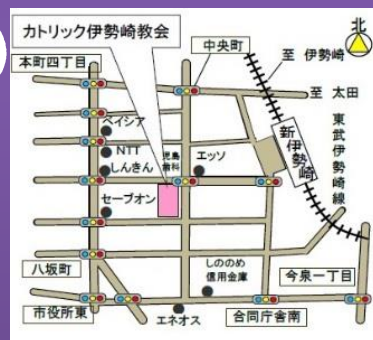 カトリック伊勢崎教会
北
本町四丁目
中央町
至 伊勢崎
至 太田
ベイシア
NTT
しんきん
児島
歯科
エッソ
新伊勢崎
東武伊勢崎線
セーブオン
八坂町
しののめ
信用金庫
今泉一丁目
市役所東
エネオス
合同庁舎南